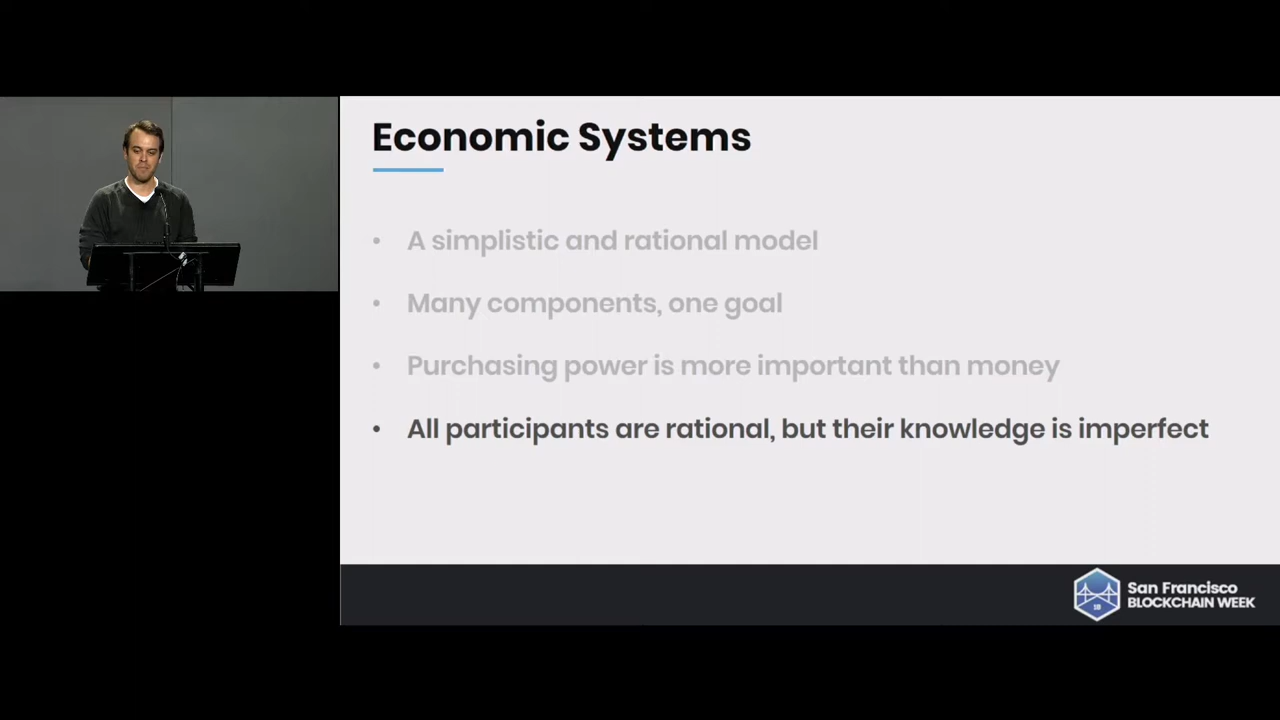 Economic Systems
• A simplistic and rational model
• Many components, one goal
• Purchasing power is more important than money
• All participants are rational, but their knowledge is imperfect
18
San Francisco
BLOCKCHAIN WEEK